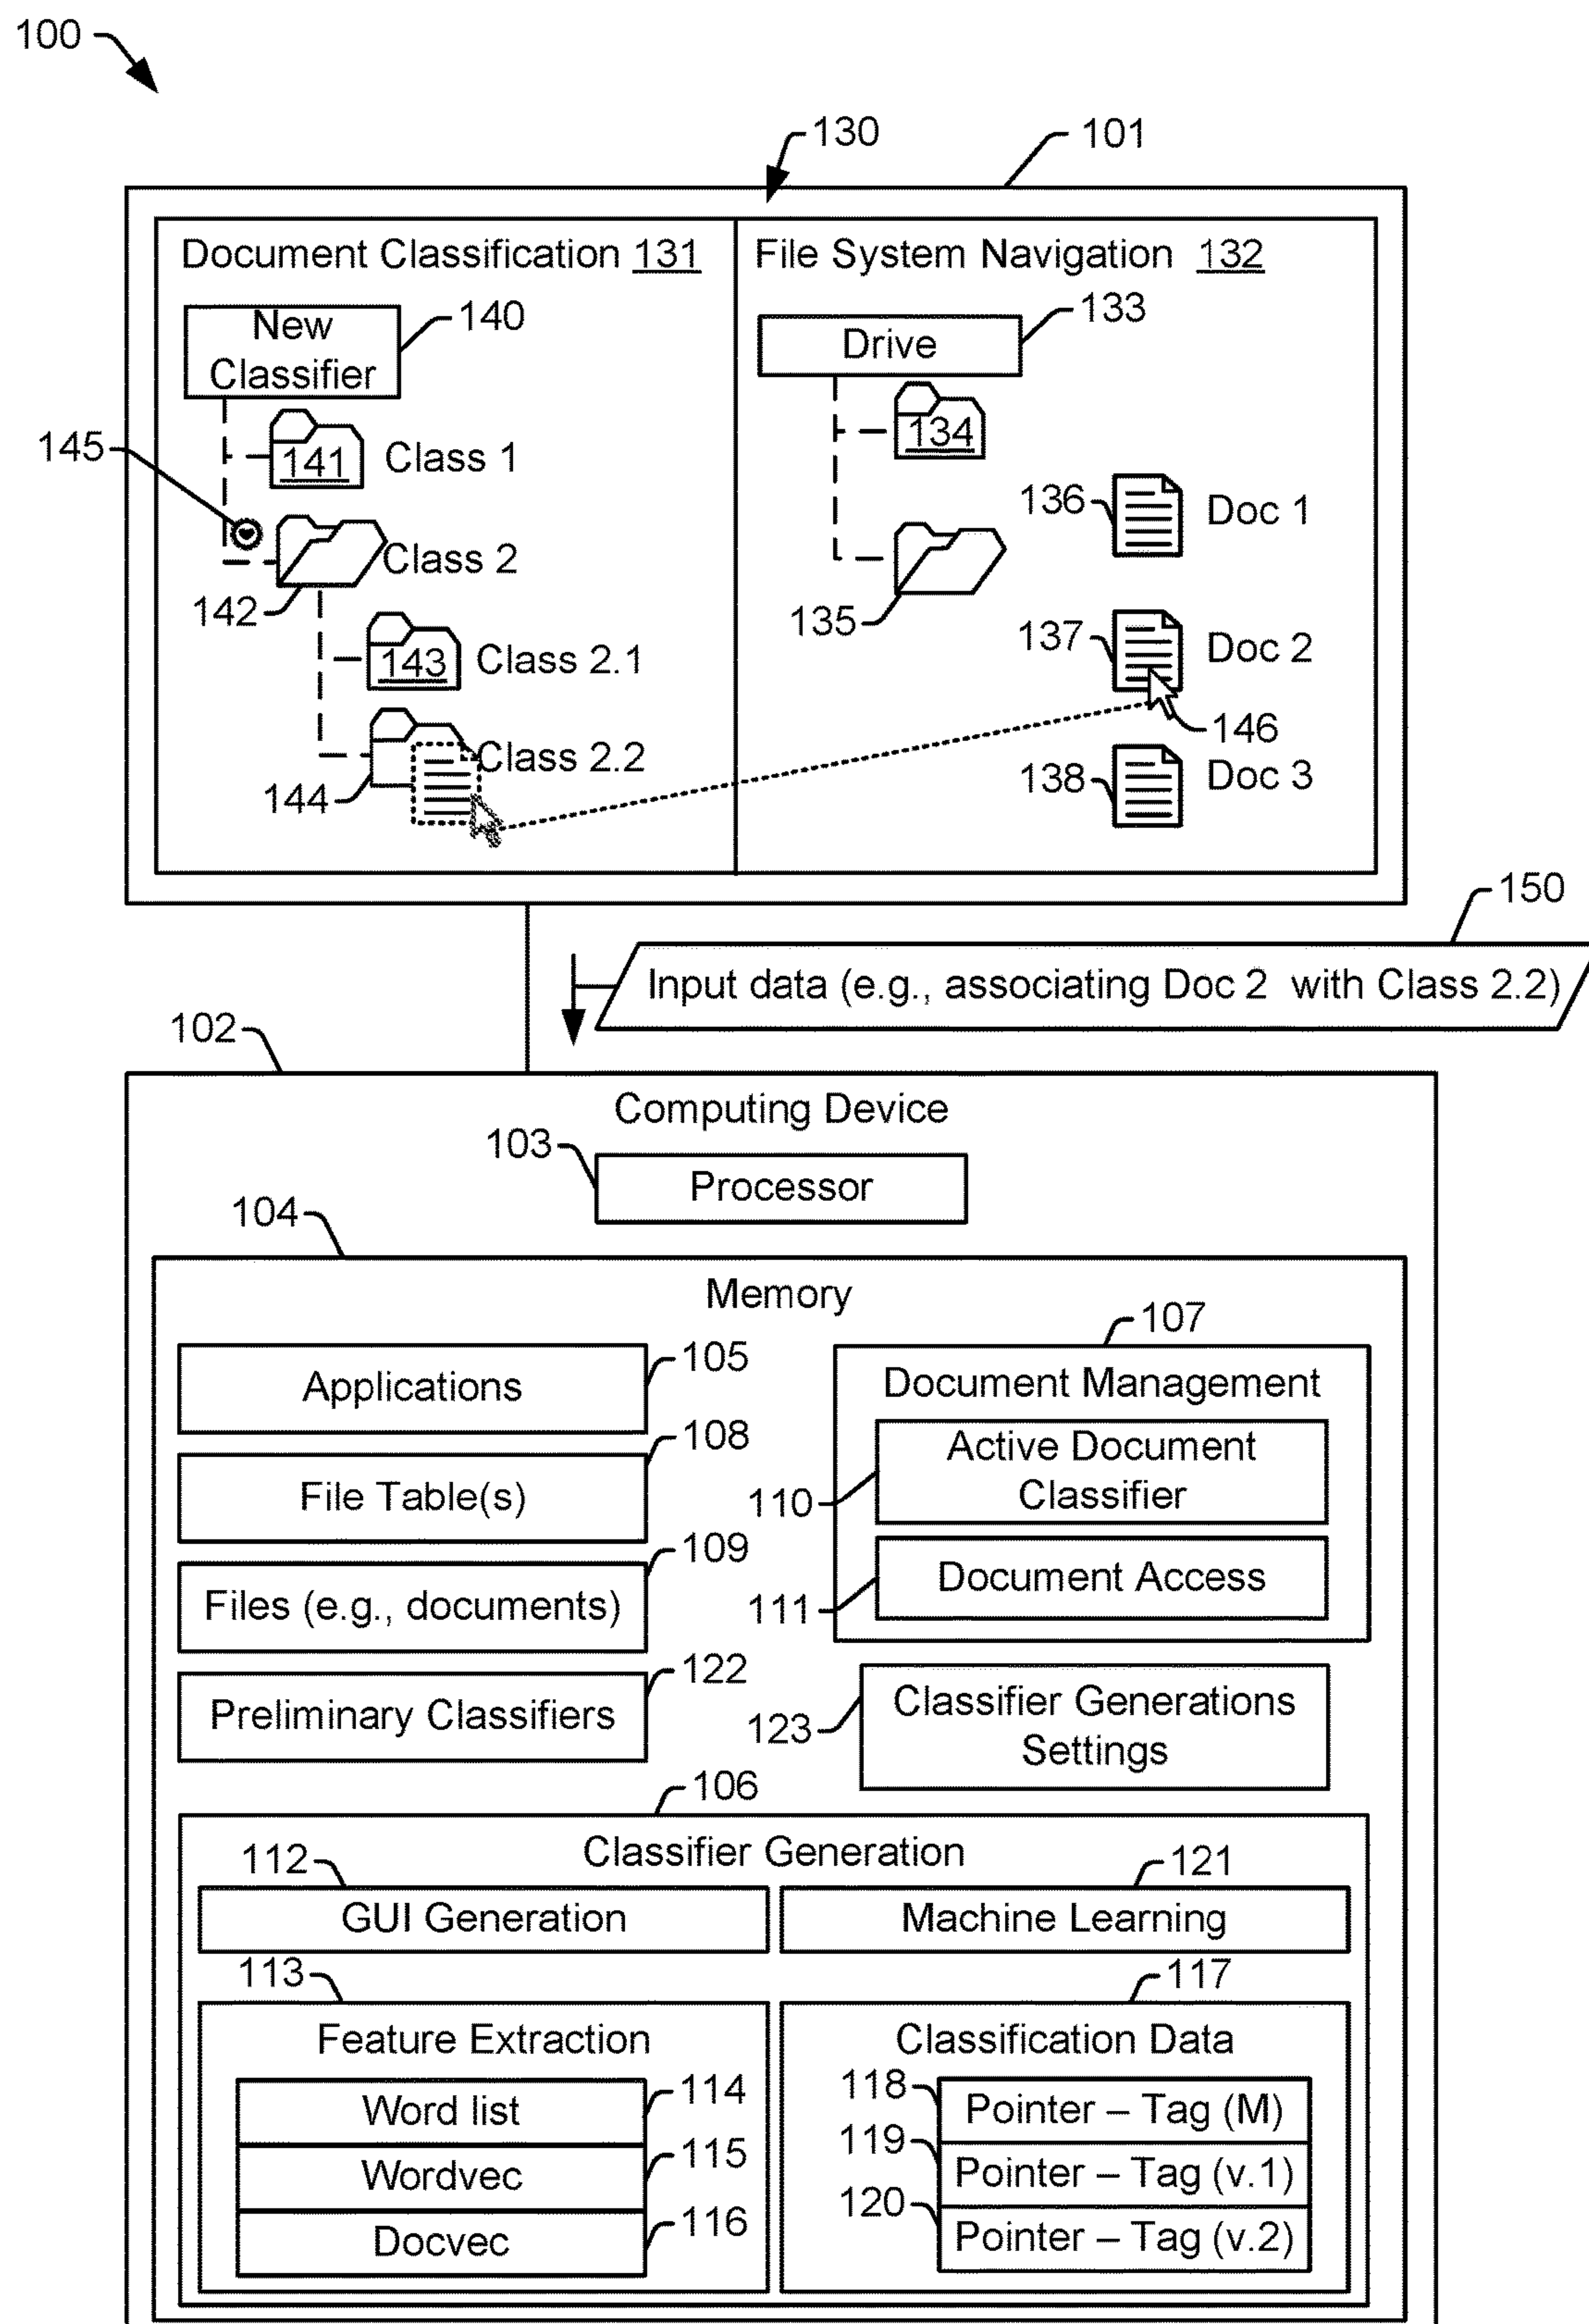 100
130
101
Document Classification 131
File System Navigation 132
New
Classifier
140
Drive
133
145
141
Class 1
134
136
Doc 1
Class 2
142
135
137
Doc 2
143
Class 2.1
146
Class 2.2
144
138
Doc 3
150
Input data (e.g., associating Doc 2 with Class 2.2)
102
Computing Device
103
Processor
104
Memory
107
105
Applications
Document Management
108
File Table(s)
Active Document
Classifier
110
109
Files (e.g., documents)
Document Access
111
122
Preliminary Classifiers
Classifier Generations
Settings
123
106
Classifier Generation
112
121
GUI Generation
Machine Learning
113
117
Feature Extraction
Classification Data
Word list
114
118
Pointer – Tag (M)
Wordvec
115
119
Pointer – Tag (v.1)
Docvec
116
120
Pointer – Tag (v.2)